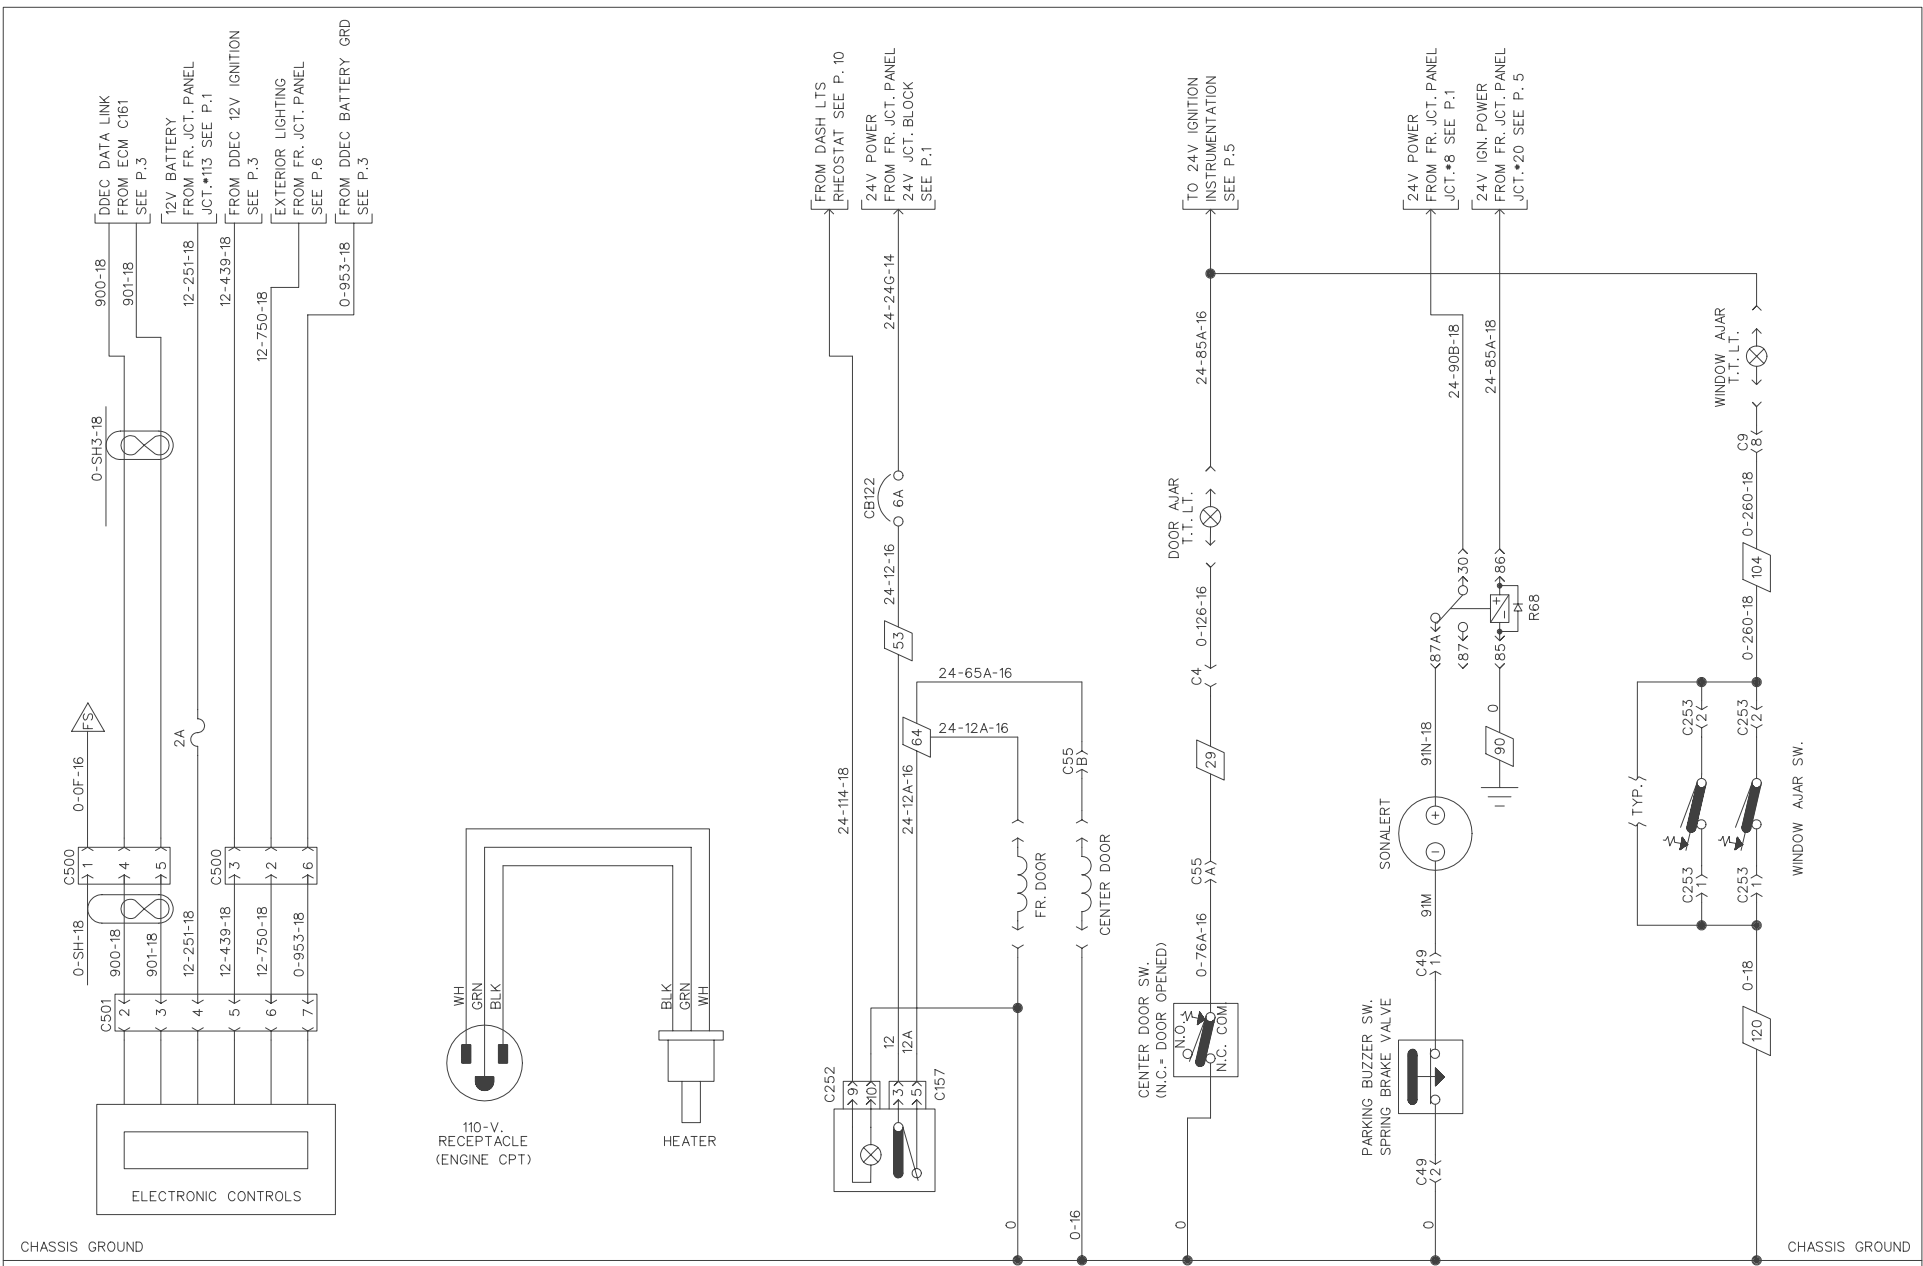 DDEC DATA LINK
FROM ECM C161
SEE P.3
12V BATTERY
FROM FR. JCT. PANEL
JCT.*113 SEE P.1
FROM DDEC 12V IGNITION
SEE P.3
EXTERIOR LIGHTING
FROM FR. JCT. PANEL
SEE P.6
FROM DDEC BATTERY GRD
SEE P.3
900-18
901-18
12-251-18
12-439-18
12-750-18
0-953-18
0-SH3-18
FS
0-0F-16
2A
C500
1
4
5
C500
3
2
6
0-SH-18
900-18
901-18
12-251-18
12-439-18
12-750-18
0-953-18
C501
2
3
4
5
6
7
ELECTRONIC CONTROLS
WH
GRN
BLK
BLK
GRN
WH
110-V.
RECEPTACLE
(ENGINE CPT)
HEATER
FROM DASH LTS
RHEOSTAT SEE P. 10
24V POWER
FROM FR. JCT. PANEL
24V JCT. BLOCK
SEE P.1
24-24G-14
CB122
6A
24-12-16
53
24-65A-16
64
24-12A-16
24-114-18
24-12A-16
C55
B
FR. DOOR
CENTER DOOR
12
12A
C252
9
10
3
5
C157
0
0-16
TO 24V IGNITION
INSTRUMENTATION
SEE P.5
24-85A-16
DOOR AJAR
T.T. LT.
0-126-16
C4
29
C55
A
0-76A-16
CENTER DOOR SW.
(N.C.= DOOR OPENED)
N.O.
N.C. COM.
0
24V POWER
FROM FR. JCT. PANEL
JCT.*8 SEE P.1
24V IGN. POWER
FROM FR. JCT. PANEL
JCT.*20 SEE P. 5
24-90B-18
24-85A-18
30
86
87A
87
85
R68
91N-18
0
90
SONALERT
91M
C49
1
PARKING BUZZER SW.
SPRING BRAKE VALVE
C49
2
0
WINDOW AJAR
T.T. LT.
C9
8
0-260-18
104
0-260-18
C253
2
C253
2
TYP.
WINDOW AJAR SW.
C253
1
C253
1
0-18
120
CHASSIS GROUND
CHASSIS GROUND